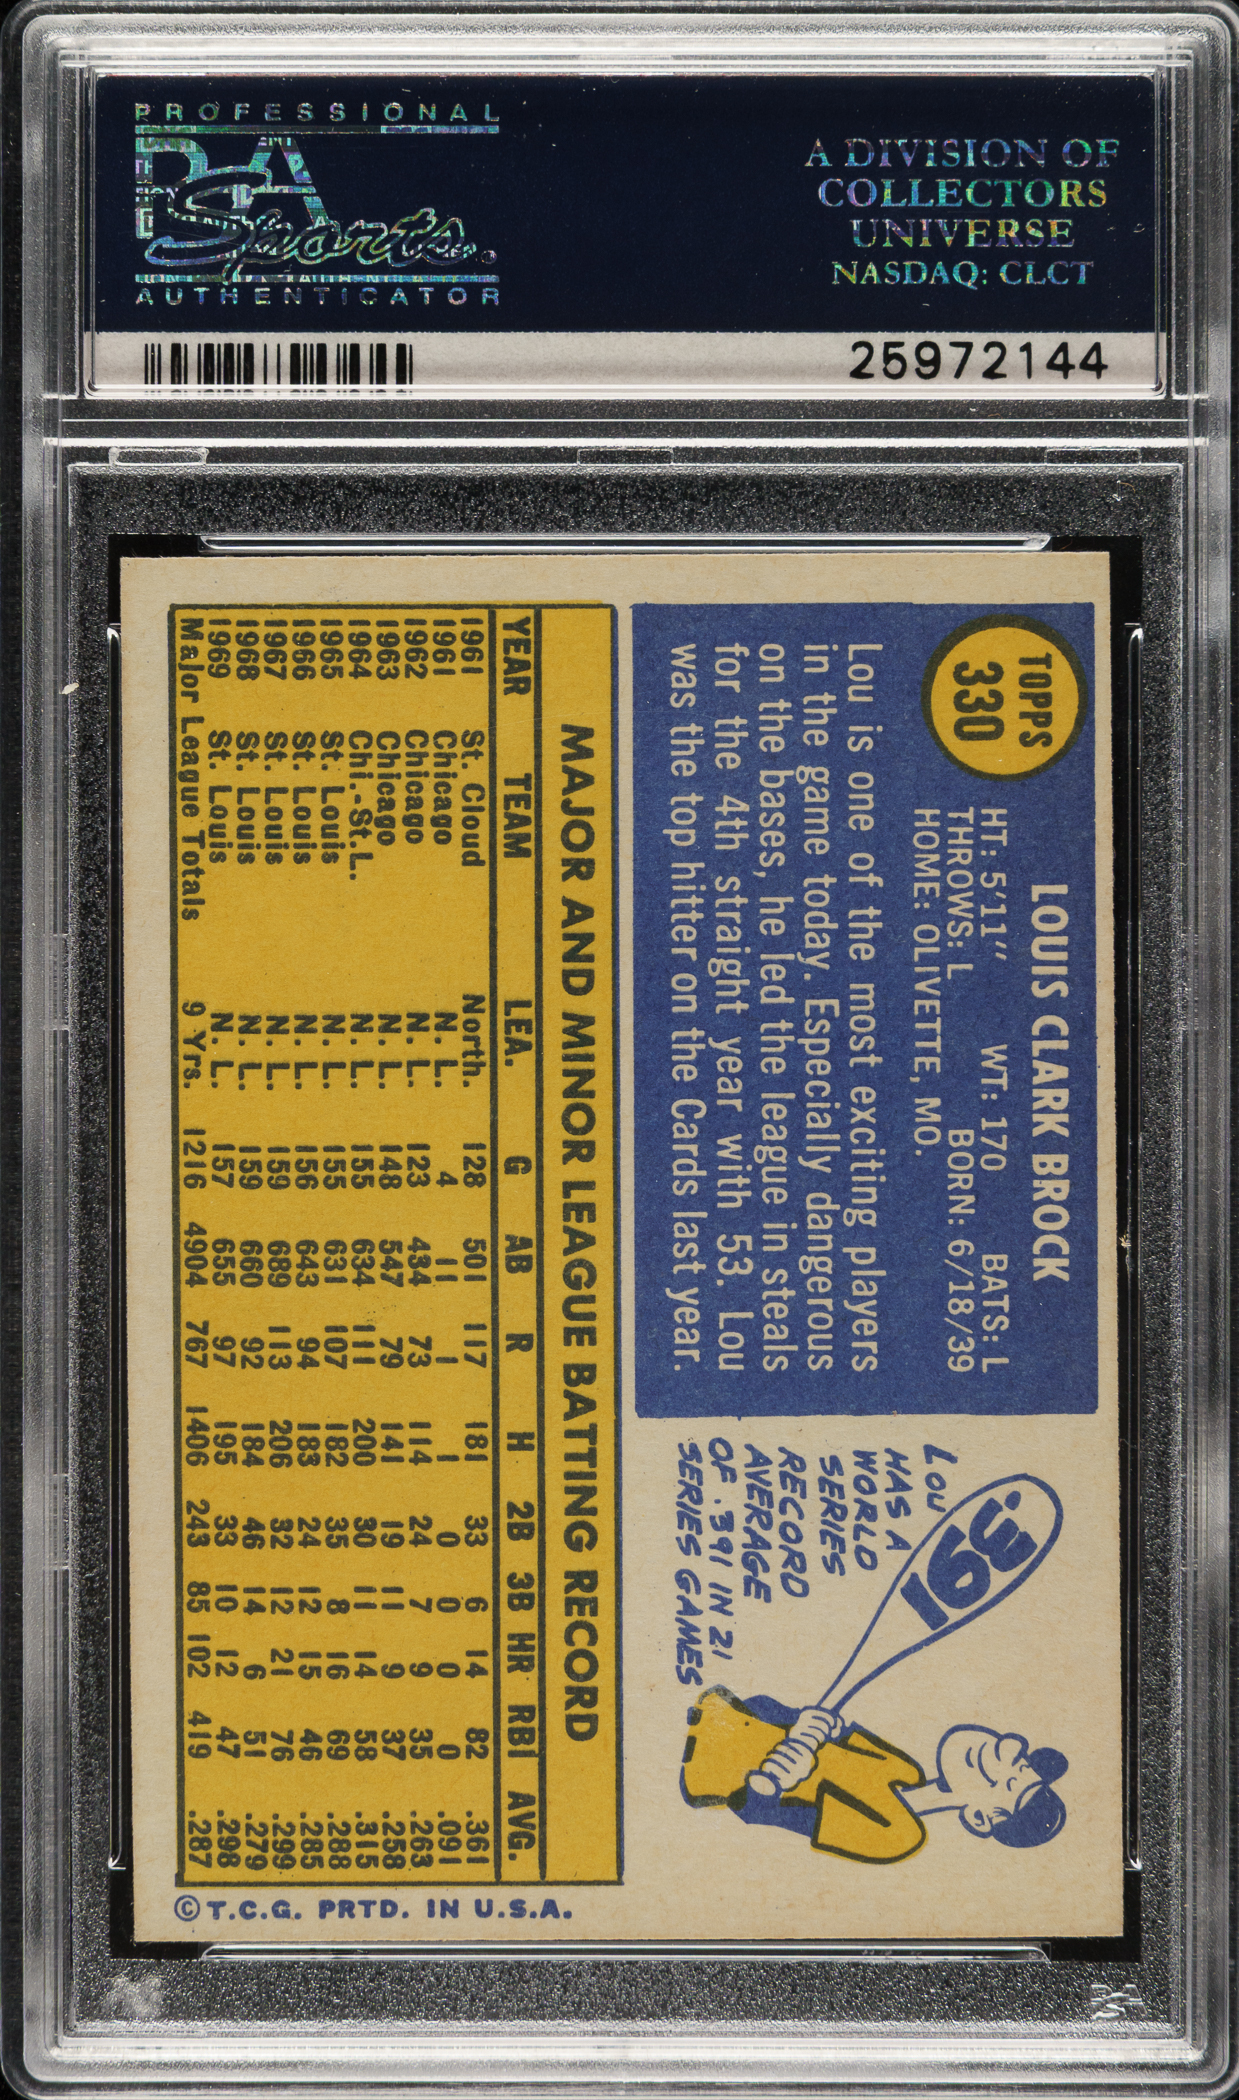 PROFESSIONAL
PSA
Sports
AUTHENTICATOR
A DIVISION OF
COLLECTORS
UNIVERSE
NASDAQ: CLCT
25972144
TOPPS
330
LOUIS CLARK BROCK
HT: 5'11" WT: 170 BATS: L
THROWS: L BORN: 6/18/39
HOME: OLIVETTE, MO.
Lou is one of the most exciting players
in the game today. Especially dangerous
on the bases, he led the league in steals
for the 4th straight year with 53. Lou
was the top hitter on the Cards last year.
LOU
HAS A
WORLD
SERIES
RECORD
AVERAGE
OF .391 IN 21
SERIES GAMES
.391
MAJOR AND MINOR LEAGUE BATTING RECORD
YEAR TEAM LEA. G AB R H 2B 3B HR RBI AVG.
1961 St. Cloud North. 128 501 117 181 33 6 14 82 .361
1961 Chicago N. L. 4 11 1 1 0 0 0 0 .091
1962 Chicago N. L. 123 434 73 114 24 7 9 35 .263
1963 Chicago N. L. 148 547 79 141 19 11 9 37 .258
1964 Chi.-St.L. N. L. 155 634 111 200 30 11 14 58 .315
1965 St. Louis N. L. 155 631 107 182 35 8 16 69 .288
1966 St. Louis N. L. 156 643 94 183 24 12 15 46 .285
1967 St. Louis N. L. 159 689 113 206 32 12 21 76 .299
1968 St. Louis N. L. 159 660 92 184 46 14 6 51 .279
1969 St. Louis N. L. 157 655 97 195 33 10 12 47 .298
Major League Totals 9 Yrs. 1216 4904 767 1406 243 85 102 419 .287
© T.C.G. PRTD. IN U.S.A.